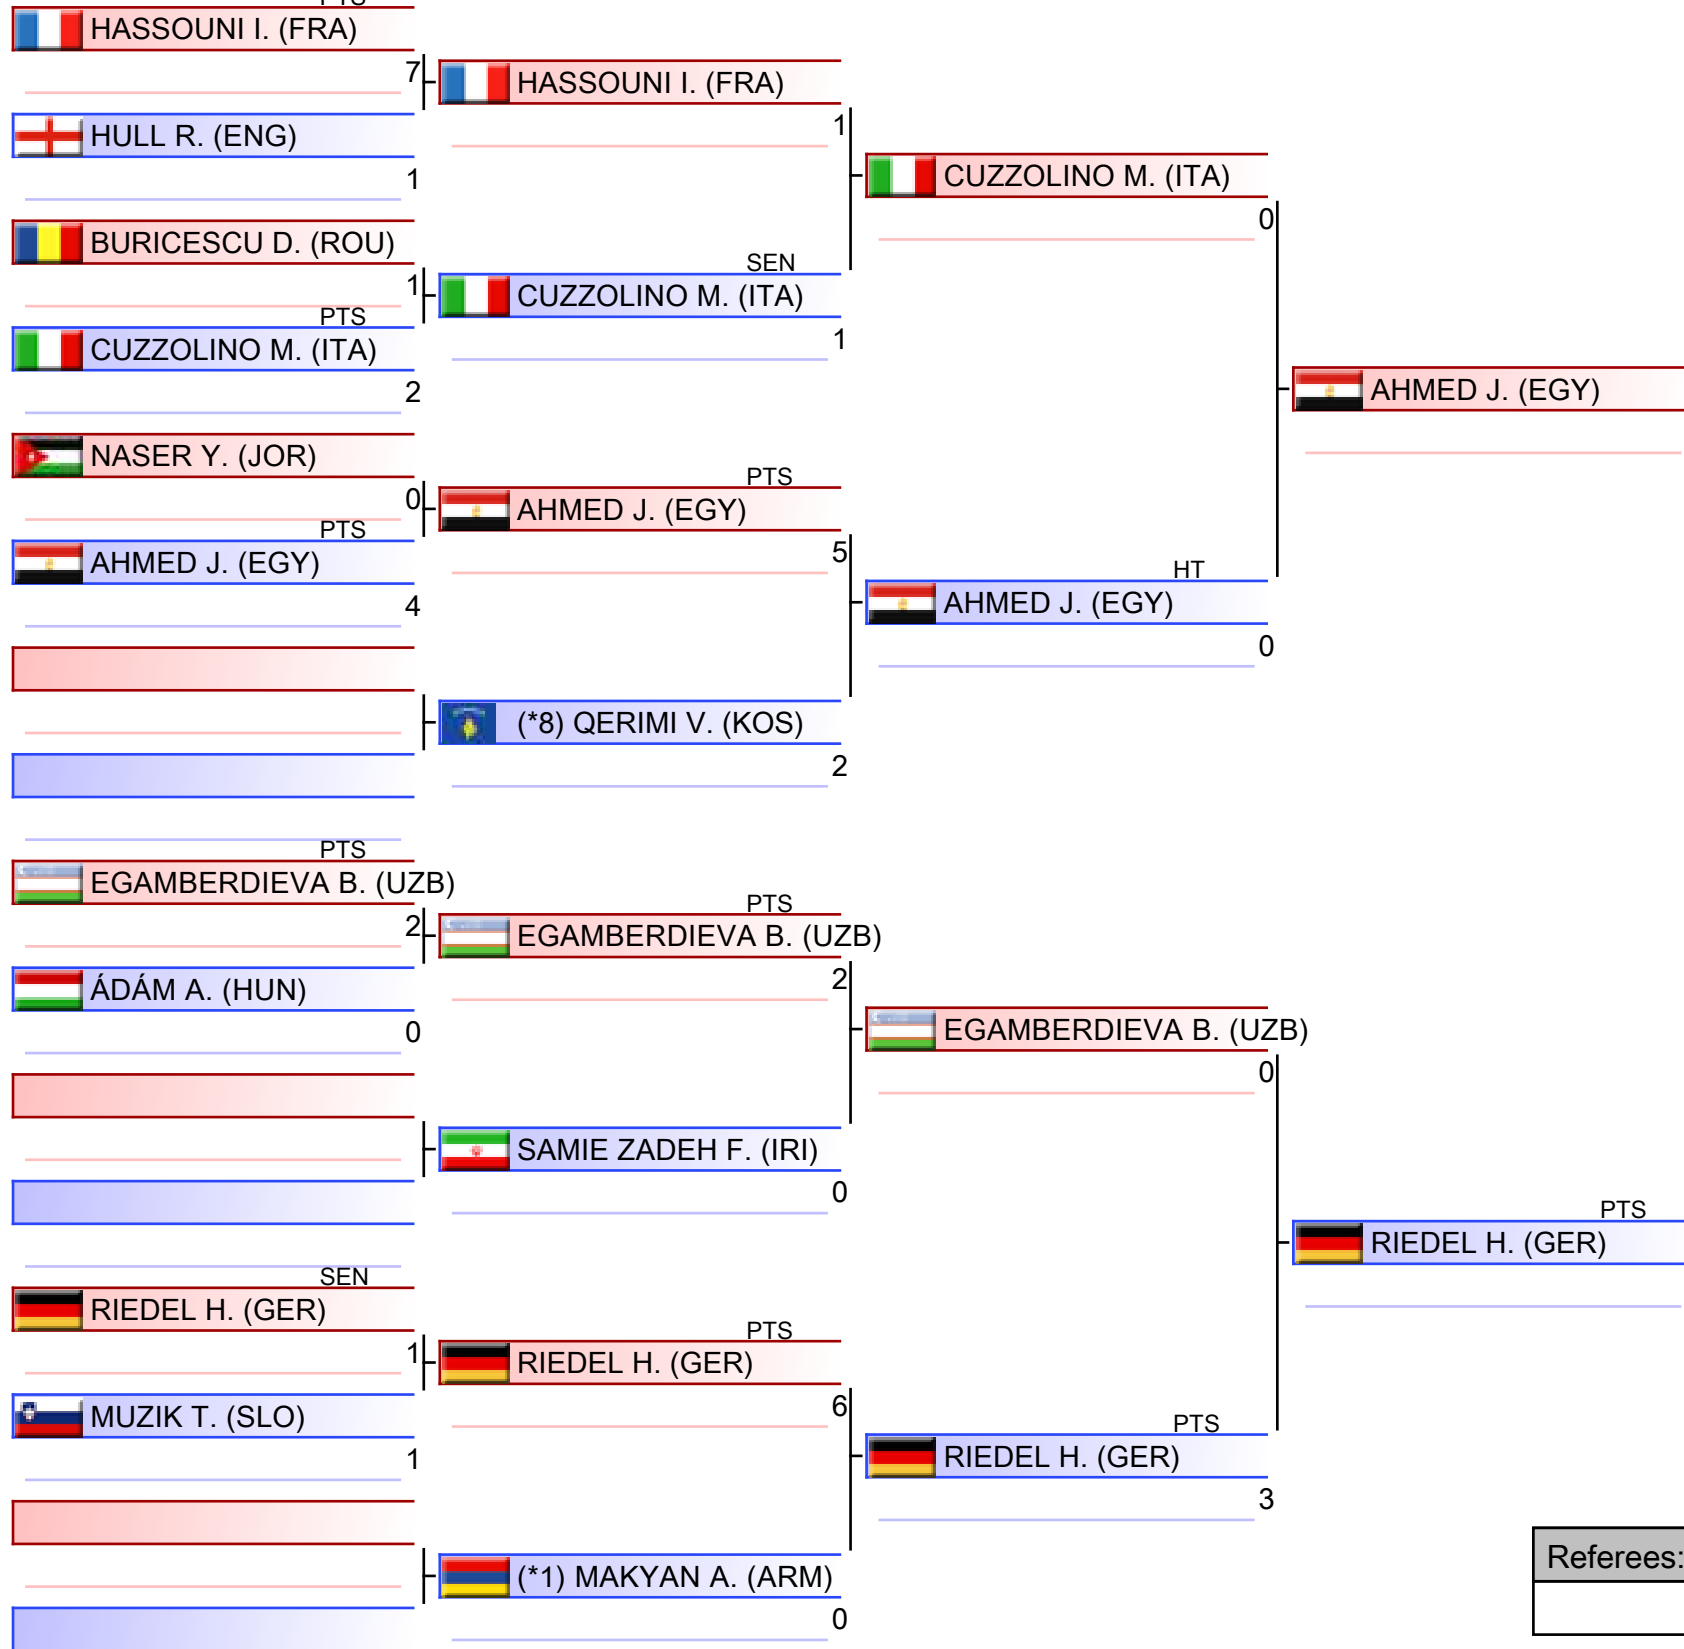 PTS
HASSOUNI I. (FRA)
7
HULL R. (ENG)
1
BURICESCU D. (ROU)
1
PTS
CUZZOLINO M. (ITA)
2
NASER Y. (JOR)
0
PTS
AHMED J. (EGY)
4
PTS
EGAMBERDIEVA B. (UZB)
2
ÁDÁM A. (HUN)
0
SEN
RIEDEL H. (GER)
1
MUZIK T. (SLO)
1
HASSOUNI I. (FRA)
1
SEN
CUZZOLINO M. (ITA)
1
PTS
AHMED J. (EGY)
5
(*8) QERIMI V. (KOS)
2
PTS
EGAMBERDIEVA B. (UZB)
2
SAMIE ZADEH F. (IRI)
0
PTS
RIEDEL H. (GER)
6
(*1) MAKYAN A. (ARM)
0
CUZZOLINO M. (ITA)
0
HT
AHMED J. (EGY)
0
EGAMBERDIEVA B. (UZB)
0
PTS
RIEDEL H. (GER)
3
AHMED J. (EGY)
PTS
RIEDEL H. (GER)
Referees: